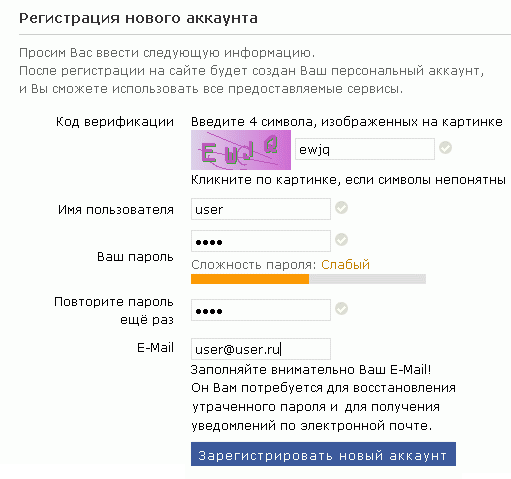 Регистрация нового аккаунта
Просим Вас ввести следующую информацию.
После регистрации на сайте будет создан Ваш персональный аккаунт,
и Вы сможете использовать все предоставляемые сервисы.
Код верификации
Введите 4 символа, изображенных на картинке
EwJQ
ewjq
Кликните по картинке, если символы непонятны
Имя пользователя
user
Ваш пароль
••••
Сложность пароля: Слабый
Повторите пароль
ещё раз
••••
E-Mail
user@user.ru
Заполняйте внимательно Ваш E-Mail!
Он Вам потребуется для восстановления
утраченного пароля и для получения
уведомлений по электронной почте.
Зарегистрировать новый аккаунт